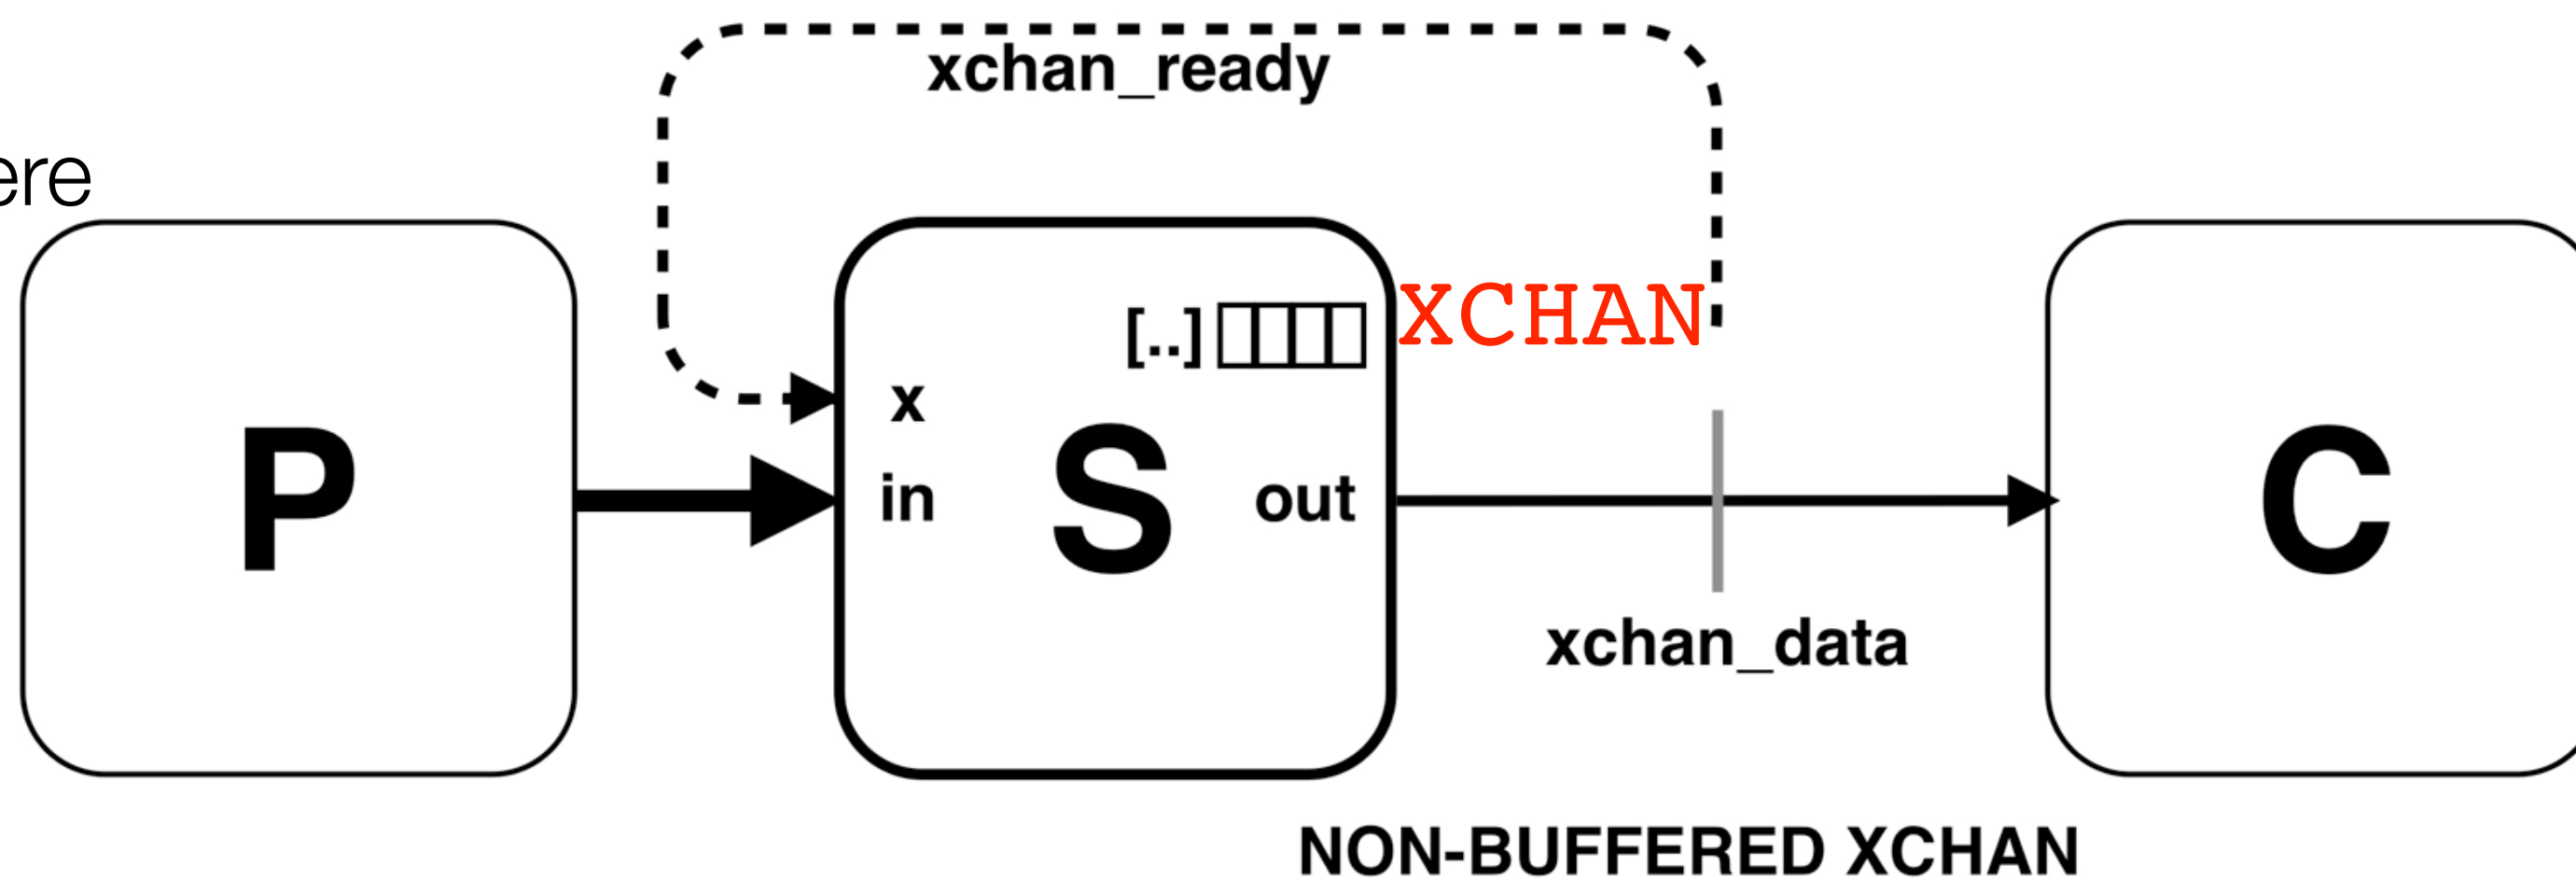 xchan_ready
ere
XCHAN
[..]
x
P
in
S
out
C
xchan_data
NON-BUFFERED XCHAN